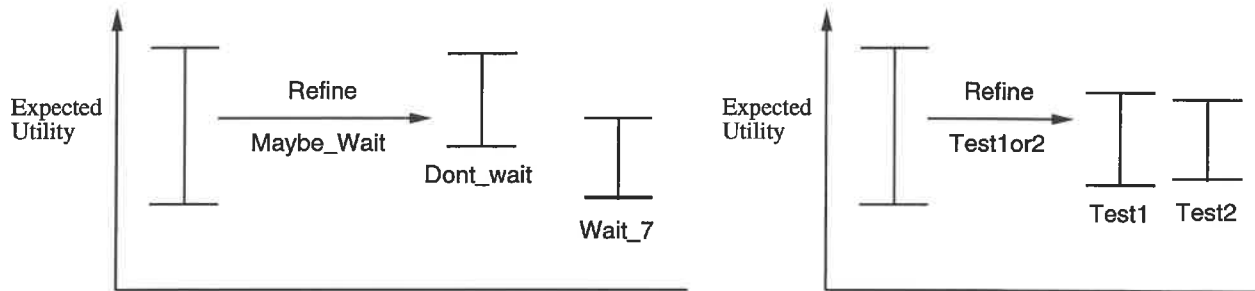 Expected
Utility
Refine
Maybe_Wait
Dont_wait
Wait_7
Expected
Utility
Refine
Test1or2
Test1
Test2